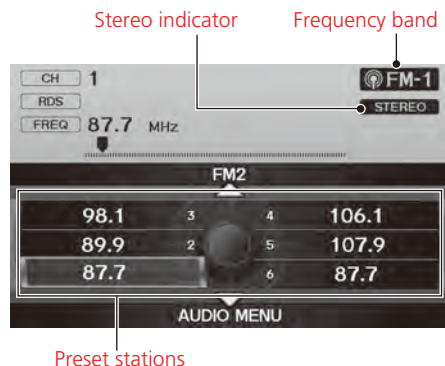 Stereo indicator Frequency band
CH 1 FM-1
RDS STEREO
FREQ 87.7 MHz
FM2
98.1 3 4 106.1
89.9 2 5 107.9
87.7 6 87.7
AUDIO MENU
Preset stations